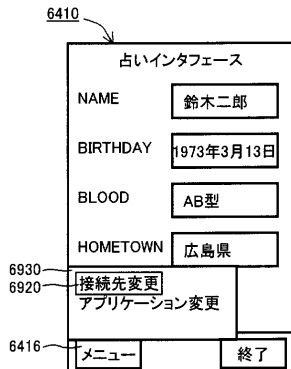 6410
占いインタフェース
NAME 鈴木二郎
BIRTHDAY 1973年3月13日
BLOOD AB型
HOMETOWN 広島県
6930
6920 接続先変更
アプリケーション変更
6416 メニュー 終了